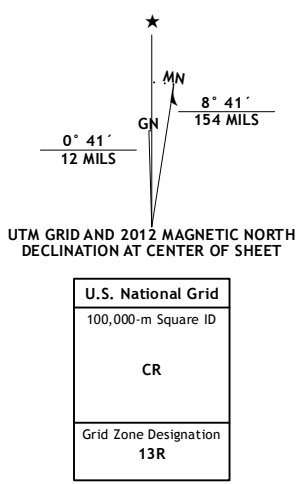 ★
MN
8° 41´
154 MILS
GN
0° 41´
12 MILS
UTM GRID AND 2012 MAGNETIC NORTH
DECLINATION AT CENTER OF SHEET
U.S. National Grid
100,000-m Square ID
CR
Grid Zone Designation
13R